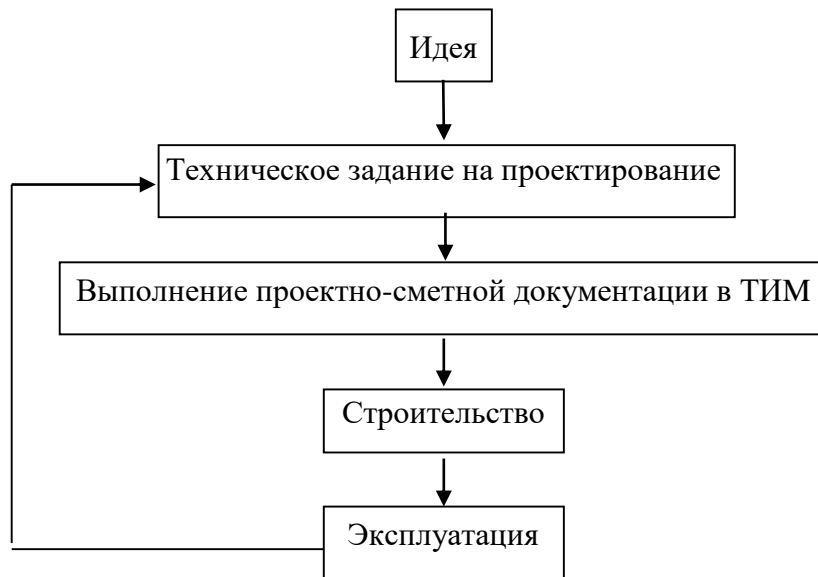 Идея
Техническое задание на проектирование
Выполнение проектно-сметной документации в ТИМ
Строительство
Эксплуатация